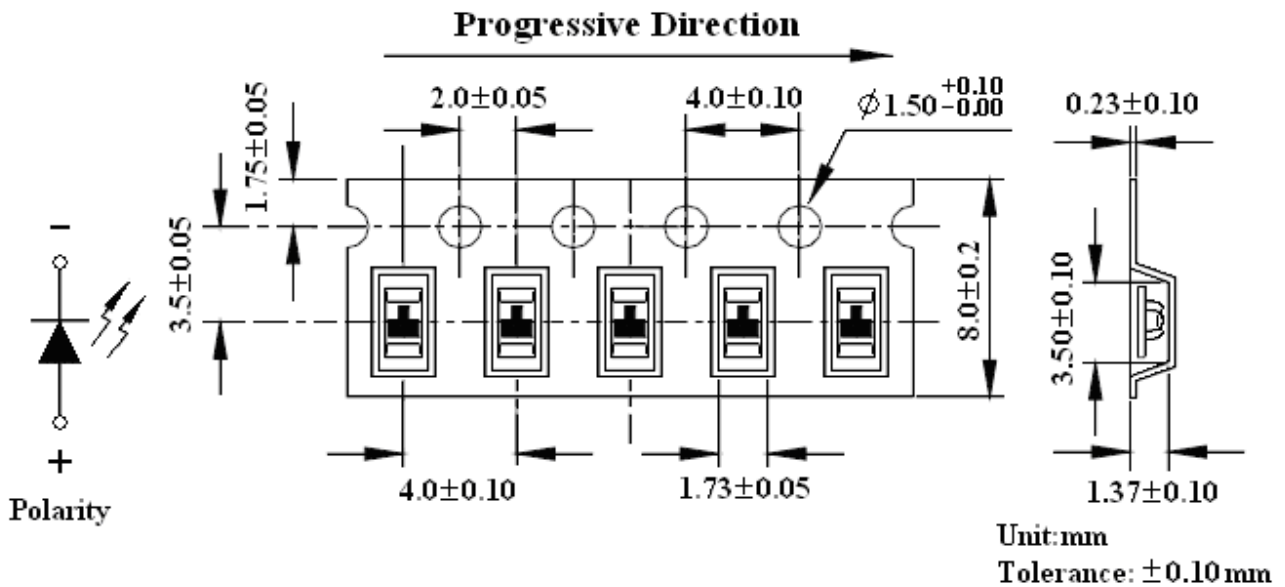 Progressive Direction
2.0±0.05
4.0±0.10
ϕ1.50 +0.10 -0.00
0.23±0.10
1.75±0.05
3.5±0.05
8.0±0.2
3.50±0.10
-
+
Polarity
4.0±0.10
1.73±0.05
1.37±0.10
Unit:mm
Tolerance: ±0.10mm